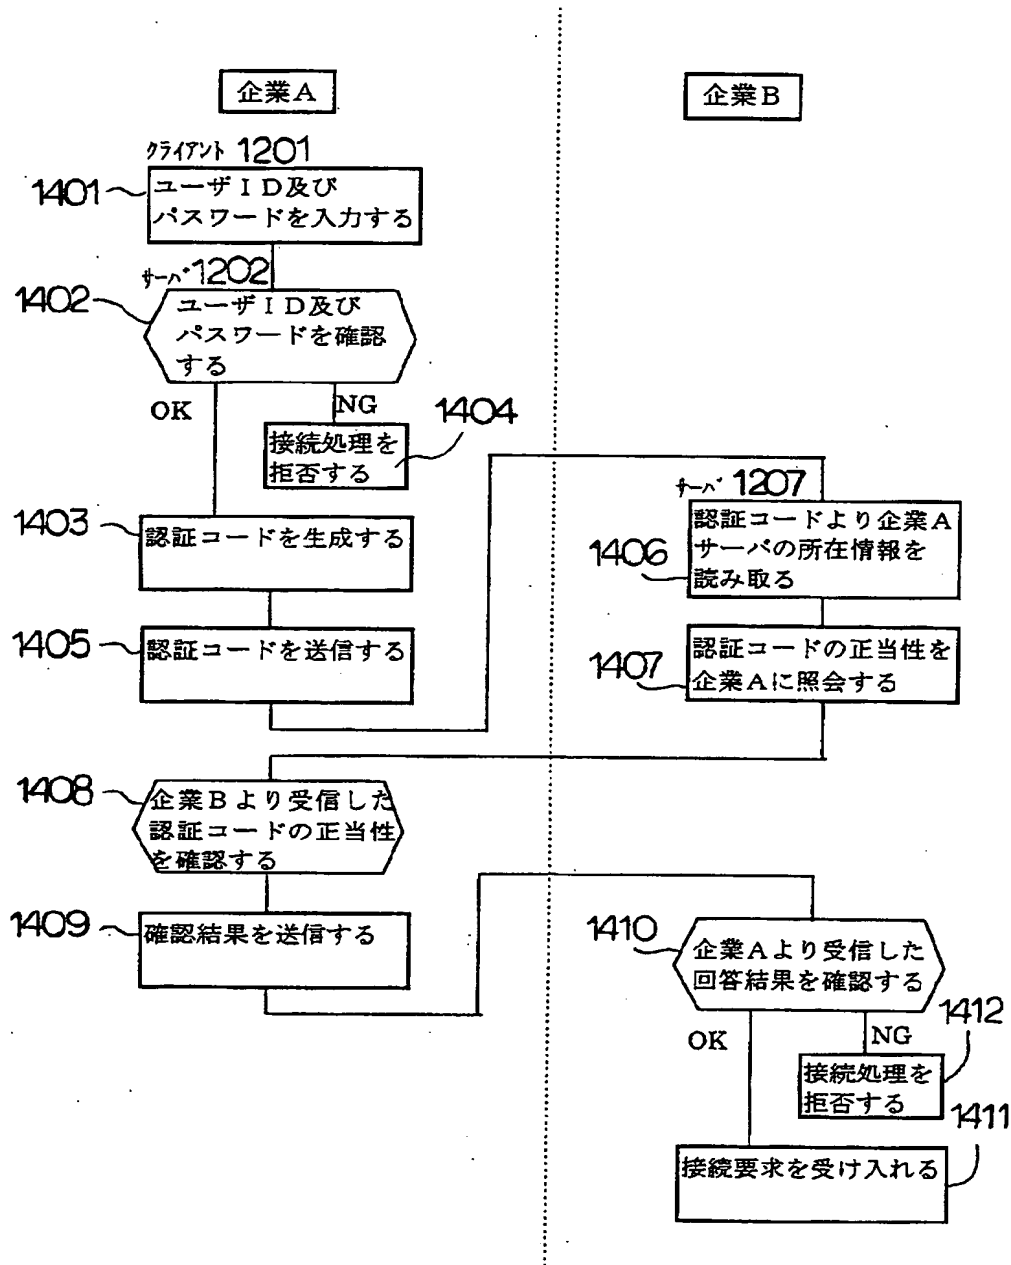 企業A
企業B
クライアント 1201
1401
ユーザID及び
パスワードを入力する
サーバ 1202
1402
ユーザID及び
パスワードを確認
する
OK
NG
1404
接続処理を
拒否する
1403
認証コードを生成する
1405
認証コードを送信する
サーバ 1207
1406
認証コードより企業A
サーバの所在情報を
読み取る
1407
認証コードの正当性を
企業Aに照会する
1408
企業Bより受信した
認証コードの正当性
を確認する
1409
確認結果を送信する
1410
企業Aより受信した
回答結果を確認する
OK
NG
1412
接続処理を
拒否する
1411
接続要求を受け入れる